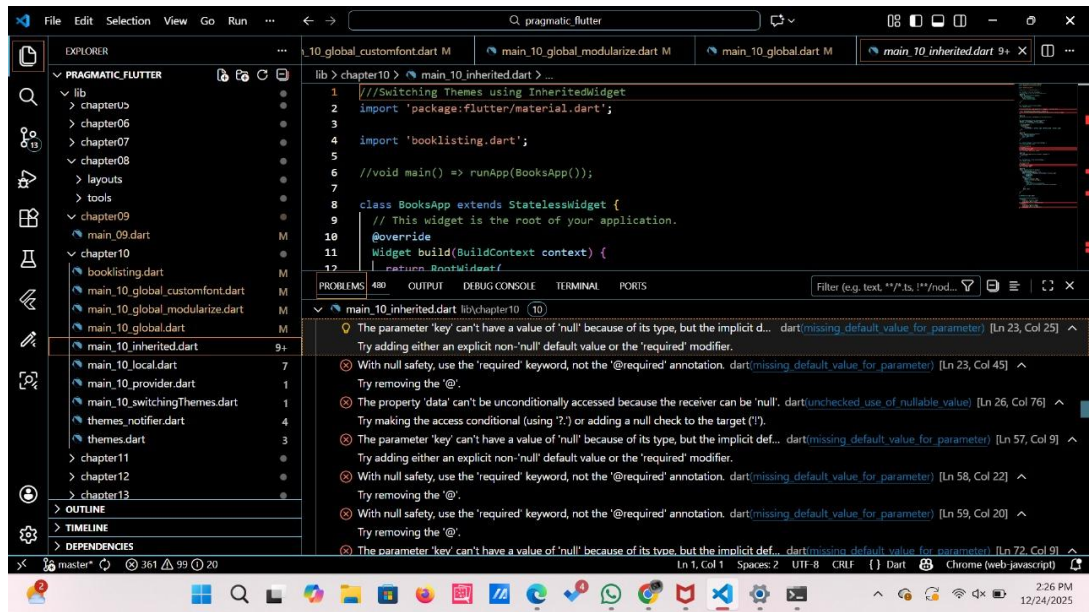 File Edit Selection View Go Run ... pragmatic_flutter
EXPLORER
PRAGMATIC_FLUTTER
lib
chapter05
chapter06
chapter07
chapter08
layouts
tools
chapter09
main_09.dart M
chapter10
booklisting.dart M
main_10_global_customfont.dart M
main_10_global_modularize.dart M
main_10_global.dart M
main_10_inherited.dart 9+
main_10_local.dart 7
main_10_provider.dart 1
main_10_switchingThemes.dart 1
themes_notifier.dart 4
themes.dart 3
chapter11
chapter12
chapter13
OUTLINE
TIMELINE
DEPENDENCIES
13
_10_global_customfont.dart M main_10_global_modularize.dart M main_10_global.dart M main_10_inherited.dart 9+
lib > chapter10 > main_10_inherited.dart > ...
1 ///Switching Themes using InheritedWidget
2 import 'package:flutter/material.dart';
3
4 import 'booklisting.dart';
5
6 //void main() => runApp(BooksApp());
7
8 class BooksApp extends StatelessWidget {
9 // This widget is the root of your application.
10 @override
11 Widget build(BuildContext context) {
12 return RootWidget(
PROBLEMS 480 OUTPUT DEBUG CONSOLE TERMINAL PORTS Filter (e.g. text, **/*.ts, !**/nod...
main_10_inherited.dart lib\chapter10 10
The parameter 'key' can't have a value of 'null' because of its type, but the implicit d... dart(missing_default_value_for_parameter) [Ln 23, Col 25]
Try adding either an explicit non-'null' default value or the 'required' modifier.
With null safety, use the 'required' keyword, not the '@required' annotation. dart(missing_default_value_for_parameter) [Ln 23, Col 45]
Try removing the '@'.
The property 'data' can't be unconditionally accessed because the receiver can be 'null'. dart(unchecked_use_of_nullable_value) [Ln 26, Col 76]
Try making the access conditional (using '?.') or adding a null check to the target ('!').
The parameter 'key' can't have a value of 'null' because of its type, but the implicit def... dart(missing_default_value_for_parameter) [Ln 57, Col 9]
Try adding either an explicit non-'null' default value or the 'required' modifier.
With null safety, use the 'required' keyword, not the '@required' annotation. dart(missing_default_value_for_parameter) [Ln 58, Col 22]
Try removing the '@'.
With null safety, use the 'required' keyword, not the '@required' annotation. dart(missing_default_value_for_parameter) [Ln 59, Col 20]
Try removing the '@'.
The parameter 'key' can't have a value of 'null' because of its type, but the implicit def... dart(missing_default_value_for_parameter) [Ln 72, Col 9]
master* 361 99 20 Ln 1, Col 1 Spaces: 2 UTF-8 CRLF {} Dart Chrome (web-javascript)
2:26 PM
12/24/2025